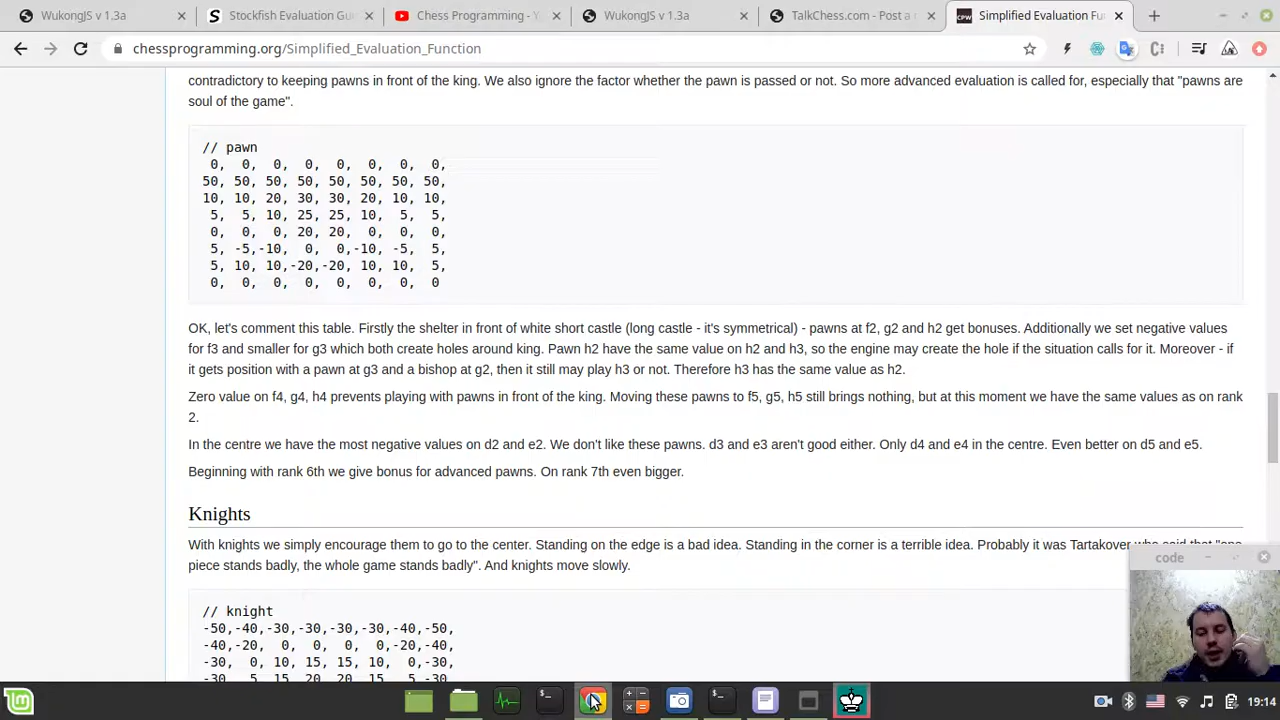 WukongJS v 1.3a
Stockfish Evaluation Gu
Chess Programming - Y
WukongJS v 1.3a
TalkChess.com - Post a
Simplified Evaluation Fu
chessprogramming.org/Simplified_Evaluation_Function
contradictory to keeping pawns in front of the king. We also ignore the factor whether the pawn is passed or not. So more advanced evaluation is called for, especially that "pawns are
soul of the game".
// pawn
0, 0, 0, 0, 0, 0, 0, 0,
50, 50, 50, 50, 50, 50, 50, 50,
10, 10, 20, 30, 30, 20, 10, 10,
5, 5, 10, 25, 25, 10, 5, 5,
0, 0, 0, 20, 20, 0, 0, 0,
5, -5,-10, 0, 0,-10, -5, 5,
5, 10, 10,-20,-20, 10, 10, 5,
0, 0, 0, 0, 0, 0, 0, 0
OK, let's comment this table. Firstly the shelter in front of white short castle (long castle - it's symmetrical) - pawns at f2, g2 and h2 get bonuses. Additionally we set negative values
for f3 and smaller for g3 which both create holes around king. Pawn h2 have the same value on h2 and h3, so the engine may create the hole if the situation calls for it. Moreover - if
it gets position with a pawn at g3 and a bishop at g2, then it still may play h3 or not. Therefore h3 has the same value as h2.
Zero value on f4, g4, h4 prevents playing with pawns in front of the king. Moving these pawns to f5, g5, h5 still brings nothing, but at this moment we have the same values as on rank
2.
In the centre we have the most negative values on d2 and e2. We don't like these pawns. d3 and e3 aren't good either. Only d4 and e4 in the centre. Even better on d5 and e5.
Beginning with rank 6th we give bonus for advanced pawns. On rank 7th even bigger.
Knights
With knights we simply encourage them to go to the center. Standing on the edge is a bad idea. Standing in the corner is a terrible idea. Probably it was Tartakover who said that "one
piece stands badly, the whole game stands badly". And knights move slowly.
// knight
-50,-40,-30,-30,-30,-30,-40,-50,
-40,-20, 0, 0, 0, 0,-20,-40,
-30, 0, 10, 15, 15, 10, 0,-30,
-30, 5, 15, 20, 20, 15, 5,-30
code
19:14